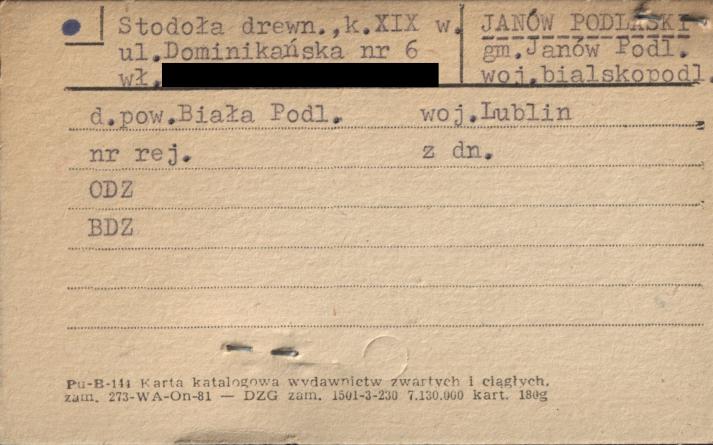 Stodoła drewn.,k.XIX w. JANÓW PODLASKI
ul.Dominikańska nr 6 gm.Janów Podl.
wł. woj.bialskopodl.
d.pow.Biała Podl. woj.Lublin
nr rej. z dn.
ODZ
BDZ
Pu-B-144 Karta katalogowa wydawnictw zwartych i ciągłych.
zam. 273-WA-On-81 — DZG zam. 1501-3-230 7.130.000 kart. 180g